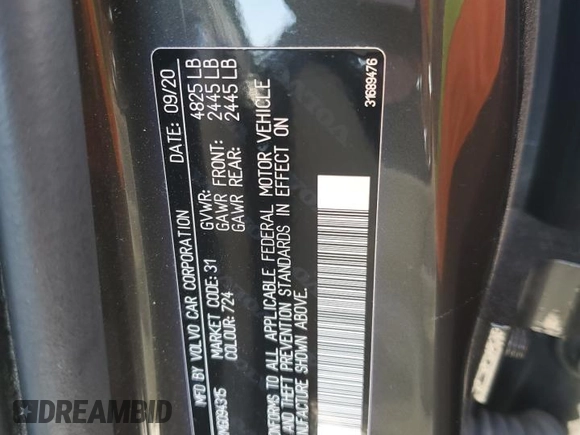 MFD BY VOLVO CAR CORPORATION DATE: 09/20
MARKET CODE: 31 GVWR: 4825 LB
COLOUR: 724 GAWR FRONT: 2445 LB
GAWR REAR: 2445 LB
CONFORMS TO ALL APPLICABLE FEDERAL MOTOR VEHICLE
AND THEFT PREVENTION STANDARDS IN EFFECT ON
MANUFACTURE SHOWN ABOVE.
31689476
DREAMBID